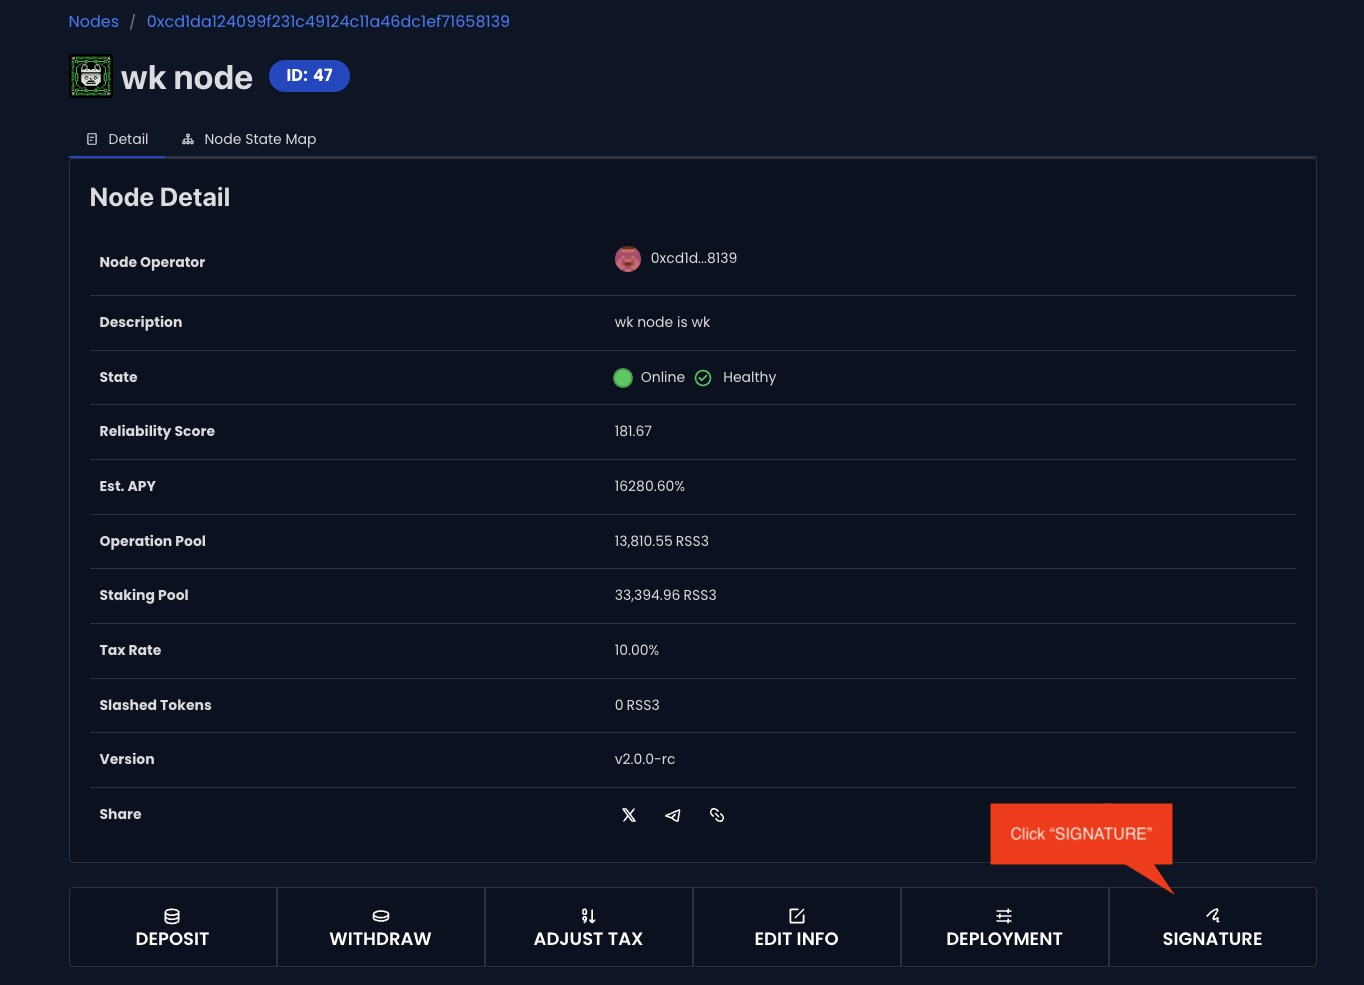 Nodes / 0xcd1da124099f231c49124c11a46dc1ef71658139
wk node ID: 47
Detail Node State Map
Node Detail
Node Operator 0xcd1d...8139
Description wk node is wk
State Online Healthy
Reliability Score 181.67
Est. APY 16280.60%
Operation Pool 13,810.55 RSS3
Staking Pool 33,394.96 RSS3
Tax Rate 10.00%
Slashed Tokens 0 RSS3
Version v2.0.0-rc
Share
Click “SIGNATURE”
DEPOSIT WITHDRAW ADJUST TAX EDIT INFO DEPLOYMENT SIGNATURE